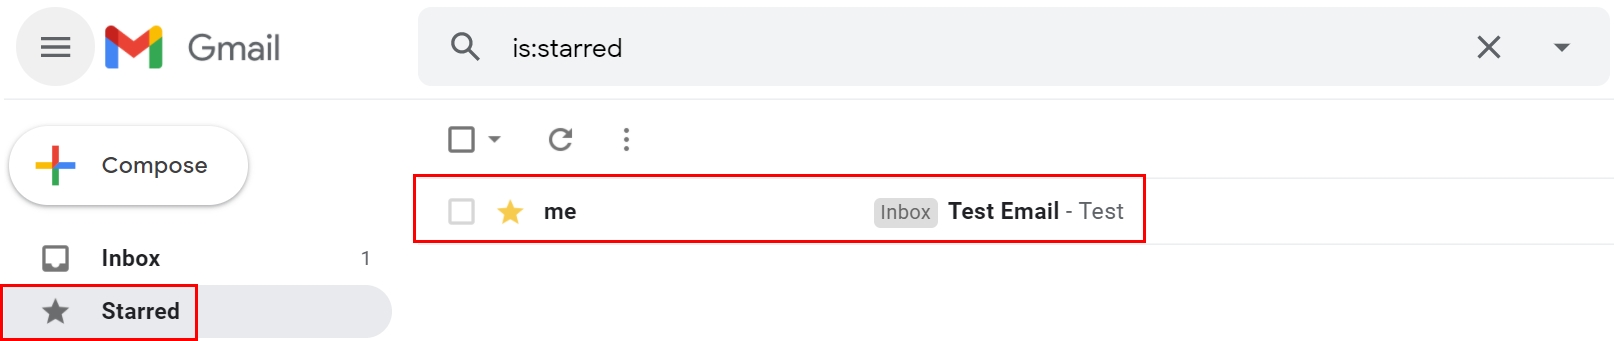 Gmail
is:starred
Compose
me Inbox Test Email - Test
Inbox 1
Starred